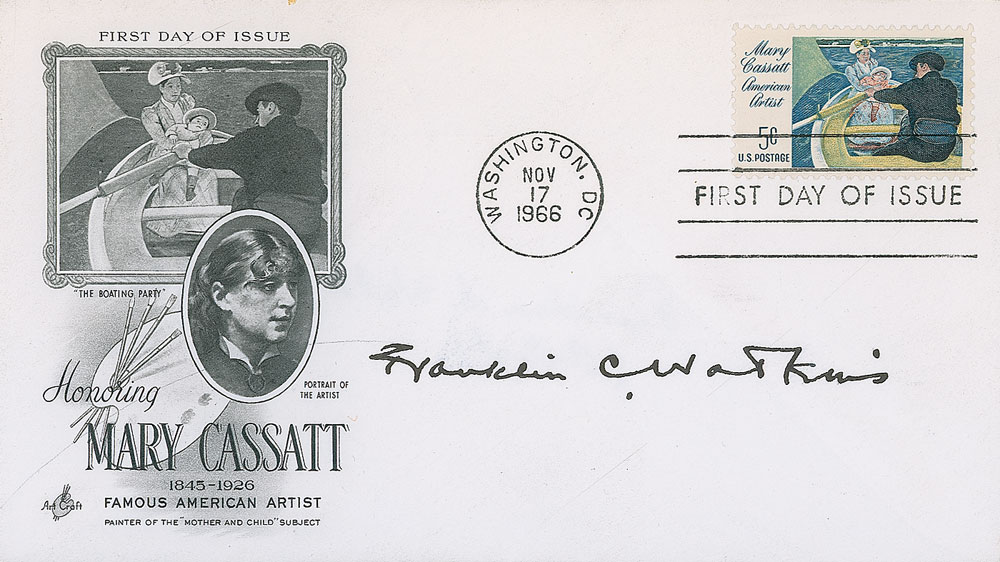 FIRST DAY OF ISSUE
"THE BOATING PARTY"
PORTRAIT OF
THE ARTIST
Honoring
MARY CASSATT
1845-1926
FAMOUS AMERICAN ARTIST
PAINTER OF THE "MOTHER AND CHILD" SUBJECT
Art Craft
WASHINGTON, DC
NOV
17
1966
Mary
Cassatt
American
Artist
5¢
U.S. POSTAGE
FIRST DAY OF ISSUE
Franklin C. Watkins